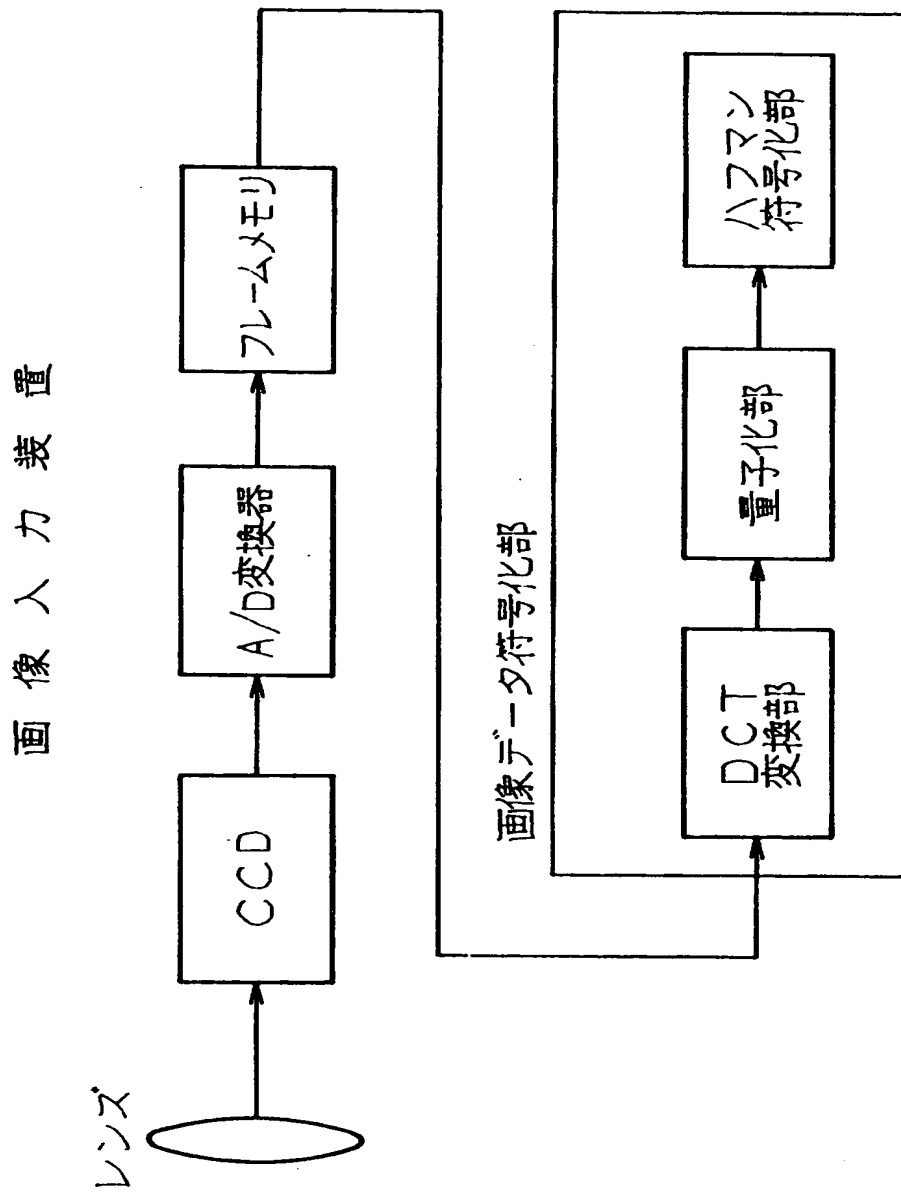 画像入力装置
レンズ
CCD
A/D変換器
フレームメモリ
画像データ符号化部
DCT
変換部
量子化部
ハフマン
符号化部